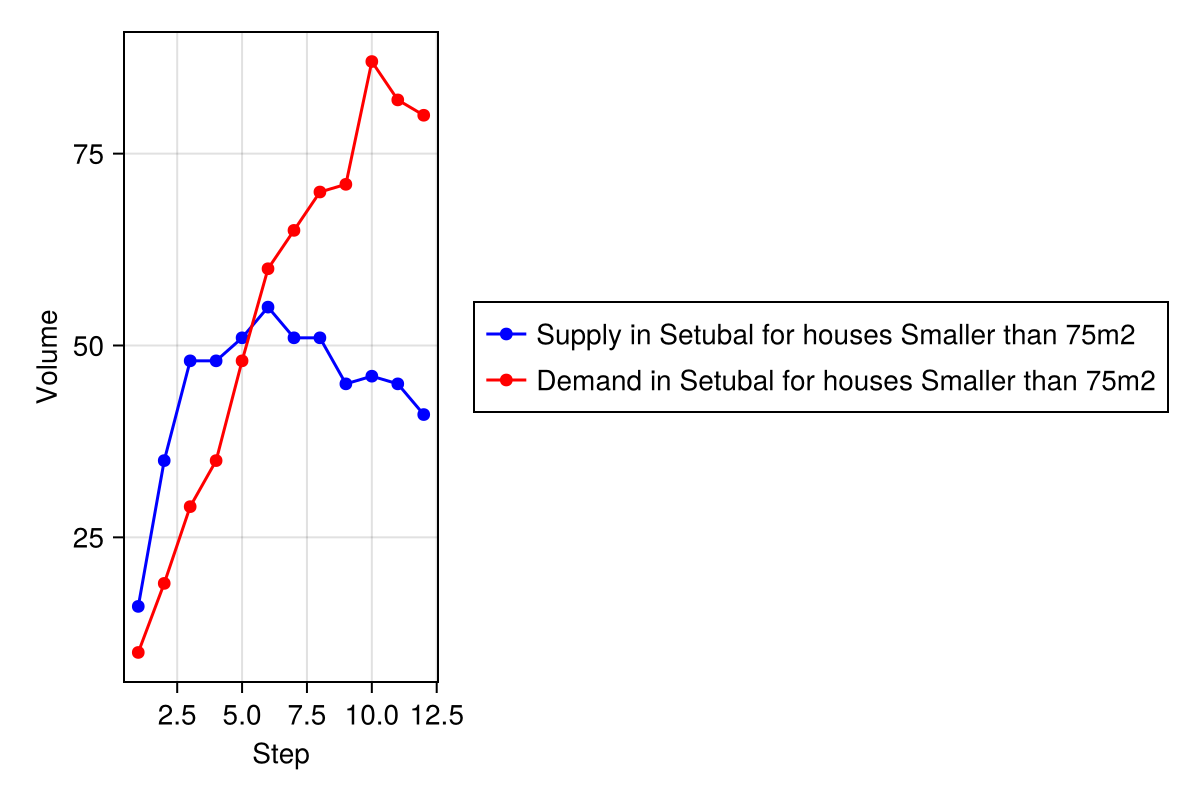 75
50
25
Volume
2.5 5.0 7.5 10.0 12.5
Step
Supply in Setubal for houses Smaller than 75m2
Demand in Setubal for houses Smaller than 75m2